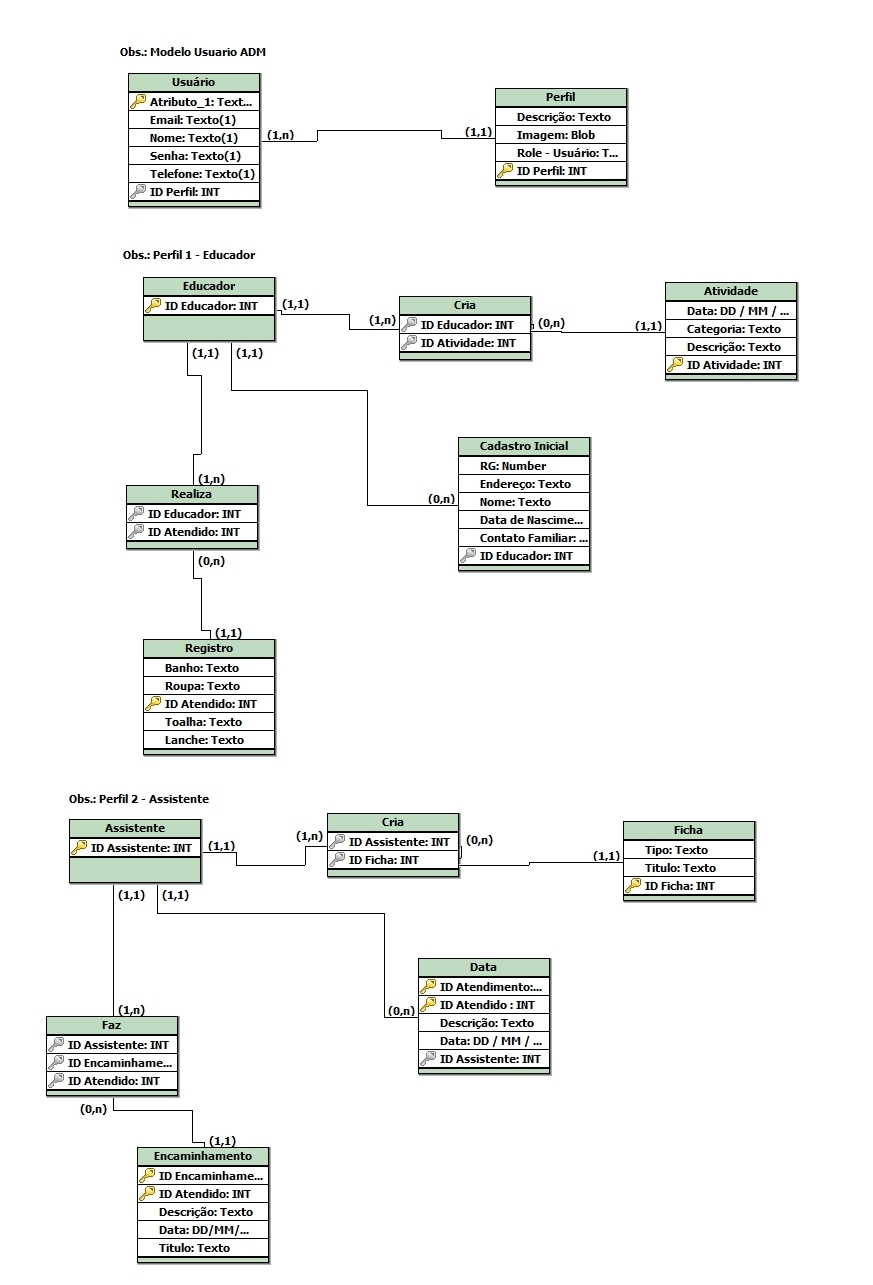 Obs.: Modelo Usuario ADM
Usuário
Atributo_1: Text...
Email: Texto(1)
Nome: Texto(1)
Senha: Texto(1)
Telefone: Texto(1)
ID Perfil: INT
(1,n)
(1,1)
Perfil
Descrição: Texto
Imagem: Blob
Role - Usuário: T...
ID Perfil: INT
Obs.: Perfil 1 - Educador
Educador
ID Educador: INT
(1,1)
(1,n)
Cria
ID Educador: INT
ID Atividade: INT
(0,n)
(1,1)
Atividade
Data: DD / MM / ...
Categoria: Texto
Descrição: Texto
ID Atividade: INT
(1,1)
(1,1)
(0,n)
Cadastro Inicial
RG: Number
Endereço: Texto
Nome: Texto
Data de Nascime...
Contato Familiar: ...
ID Educador: INT
(1,n)
Realiza
ID Educador: INT
ID Atendido: INT
(0,n)
(1,1)
Registro
Banho: Texto
Roupa: Texto
ID Atendido: INT
Toalha: Texto
Lanche: Texto
Obs.: Perfil 2 - Assistente
Assistente
ID Assistente: INT
(1,1)
(1,n)
Cria
ID Assistente: INT
ID Ficha: INT
(0,n)
(1,1)
Ficha
Tipo: Texto
Titulo: Texto
ID Ficha: INT
(1,1)
(1,1)
(0,n)
Data
ID Atendimento:...
ID Atendido : INT
Descrição: Texto
Data: DD / MM / ...
ID Assistente: INT
(1,n)
Faz
ID Assistente: INT
ID Encaminhame...
ID Atendido: INT
(0,n)
(1,1)
Encaminhamento
ID Encaminhame...
ID Atendido: INT
Descrição: Texto
Data: DD/MM/...
Titulo: Texto